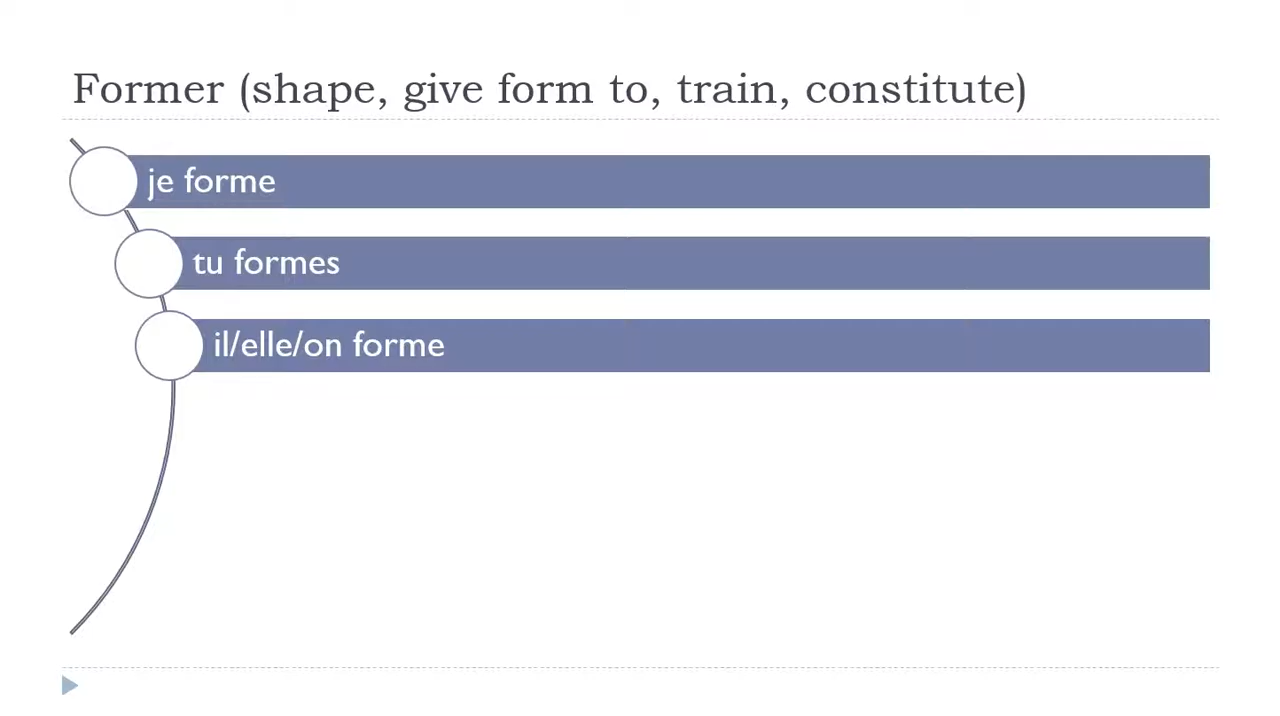 Former (shape, give form to, train, constitute)
je forme
tu formes
il/elle/on forme